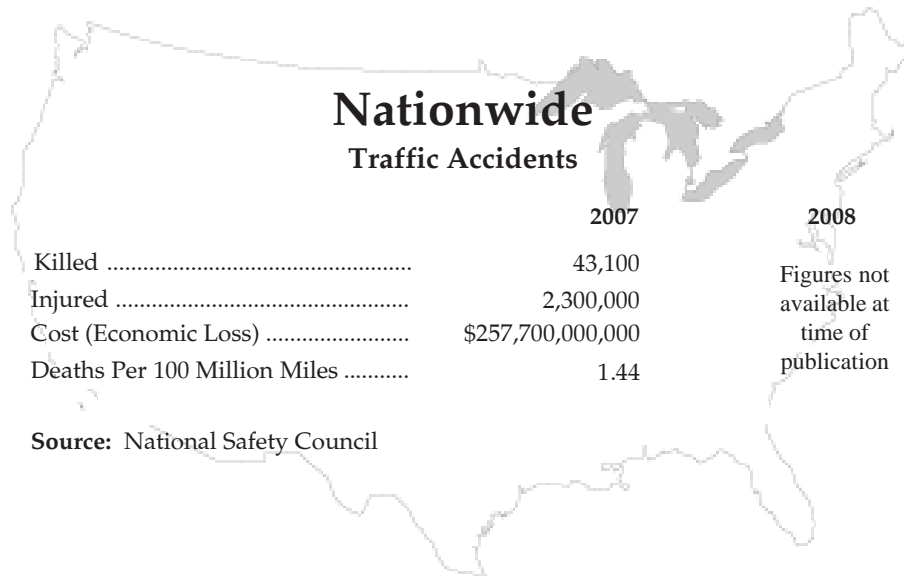 Nationwide
Traffic Accidents
2007 2008
Killed ................................................. 43,100
Injured ............................................... 2,300,000
Cost (Economic Loss) ....................... $257,700,000,000
Deaths Per 100 Million Miles ........... 1.44
Figures not
available at
time of
publication
Source: National Safety Council